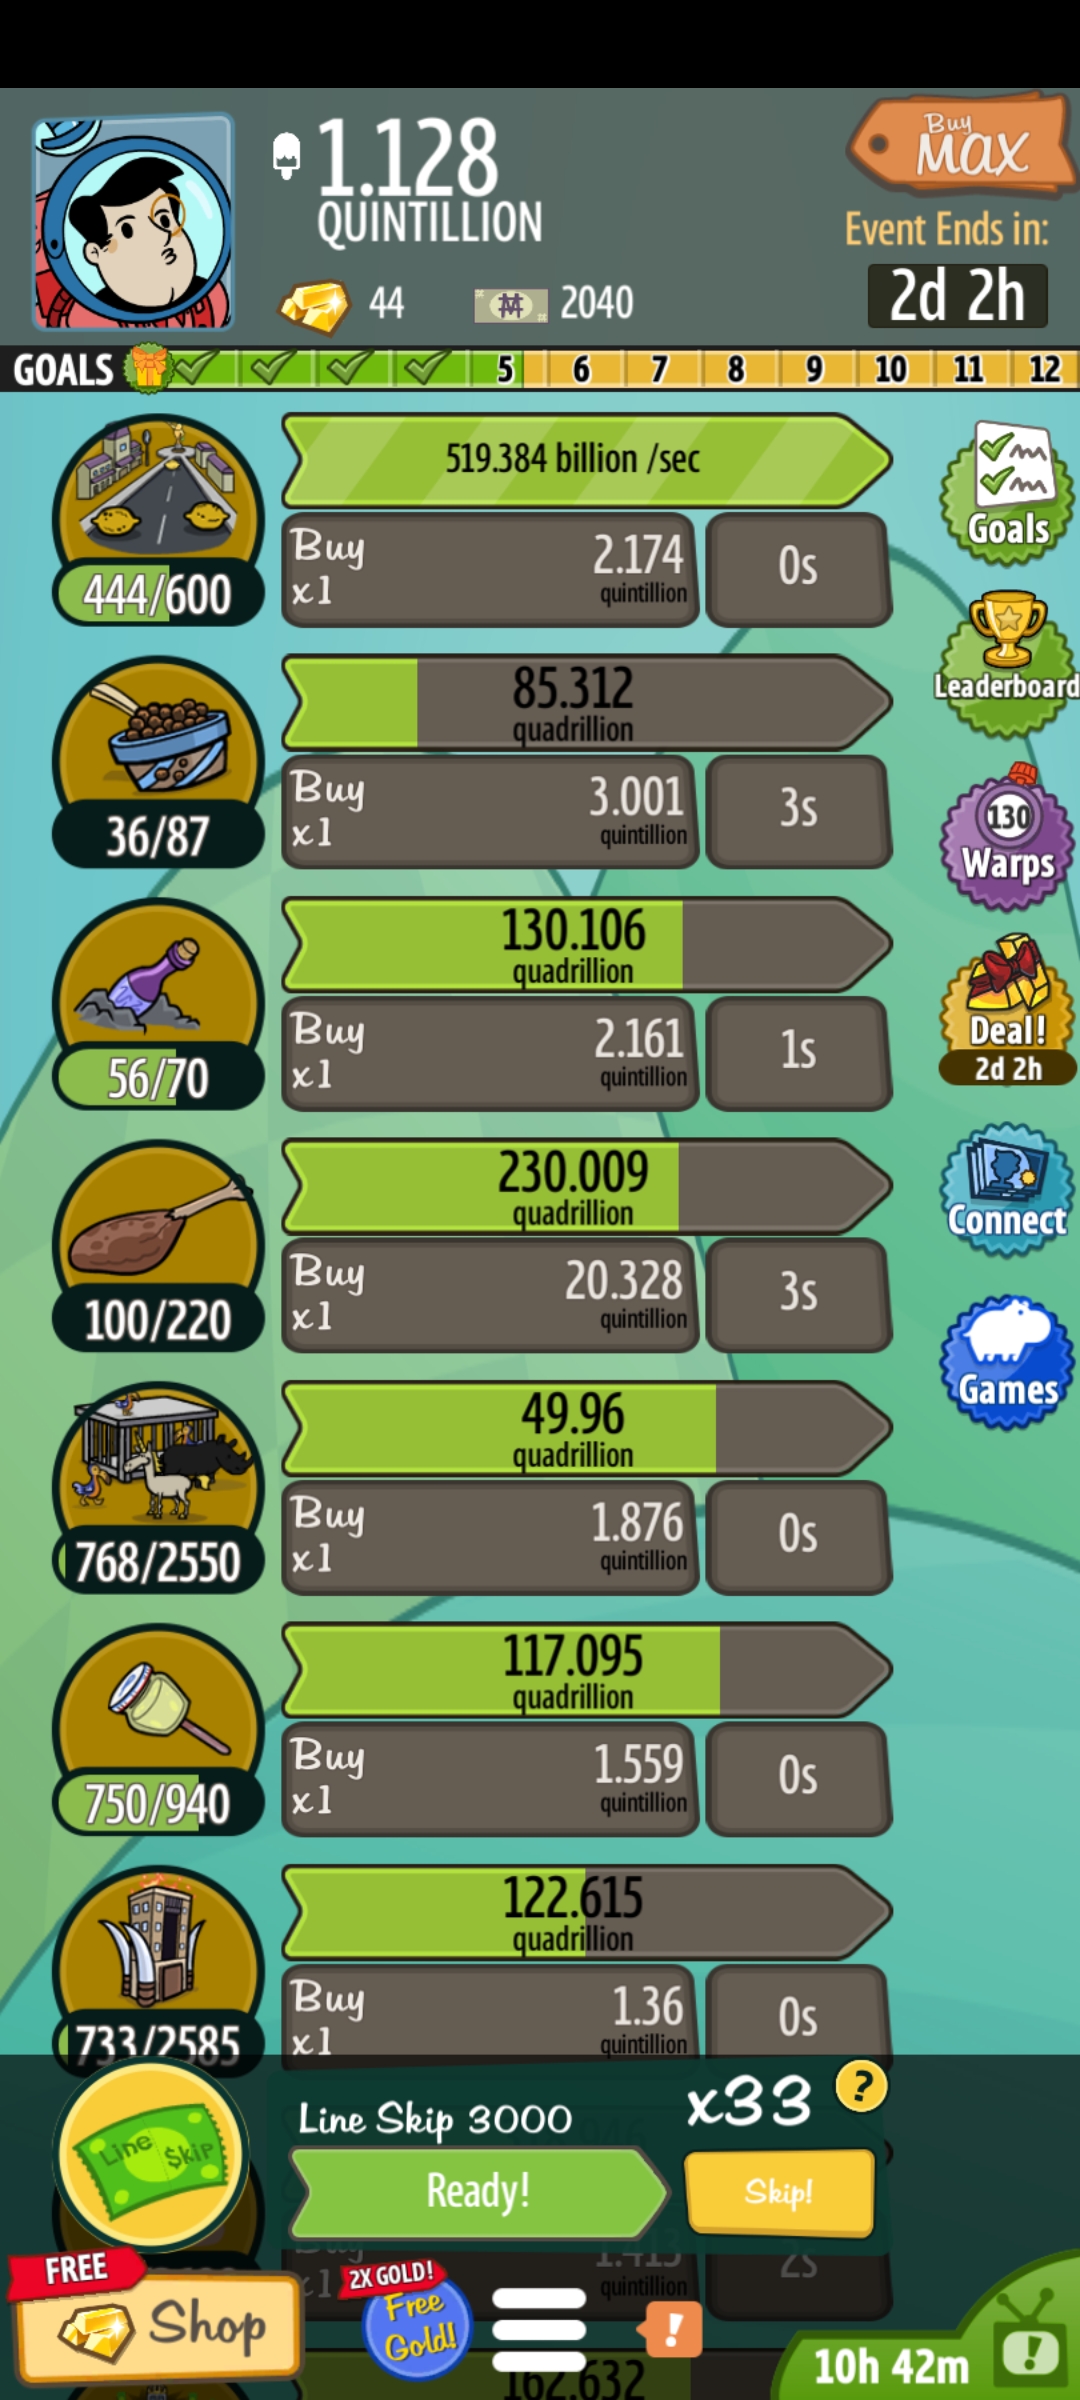 1.128
QUINTILLION
Buy
MAX
Event Ends in:
2d 2h
44
2040
GOALS 5 6 7 8 9 10 11 12
519.384 billion /sec
Buy
x1
2.174
quintillion
0s
444/600
Goals
Leaderboard
85.312
quadrillion
Buy
x1
3.001
quintillion
3s
36/87
130
Warps
130.106
quadrillion
Buy
x1
2.161
quintillion
1s
56/70
Deal!
2d 2h
230.009
quadrillion
Buy
x1
20.328
quintillion
3s
100/220
Connect
Games
49.96
quadrillion
Buy
x1
1.876
quintillion
0s
768/2550
117.095
quadrillion
Buy
x1
1.559
quintillion
0s
750/940
122.615
quadrillion
Buy
x1
1.36
quintillion
0s
733/2585
Line Skip
Line Skip 3000
x33
?
Ready!
Skip!
Buy
x1
1.413
quintillion
2s
FREE
Shop
2X GOLD!
Free
Gold!
!
162.632
10h 42m
!